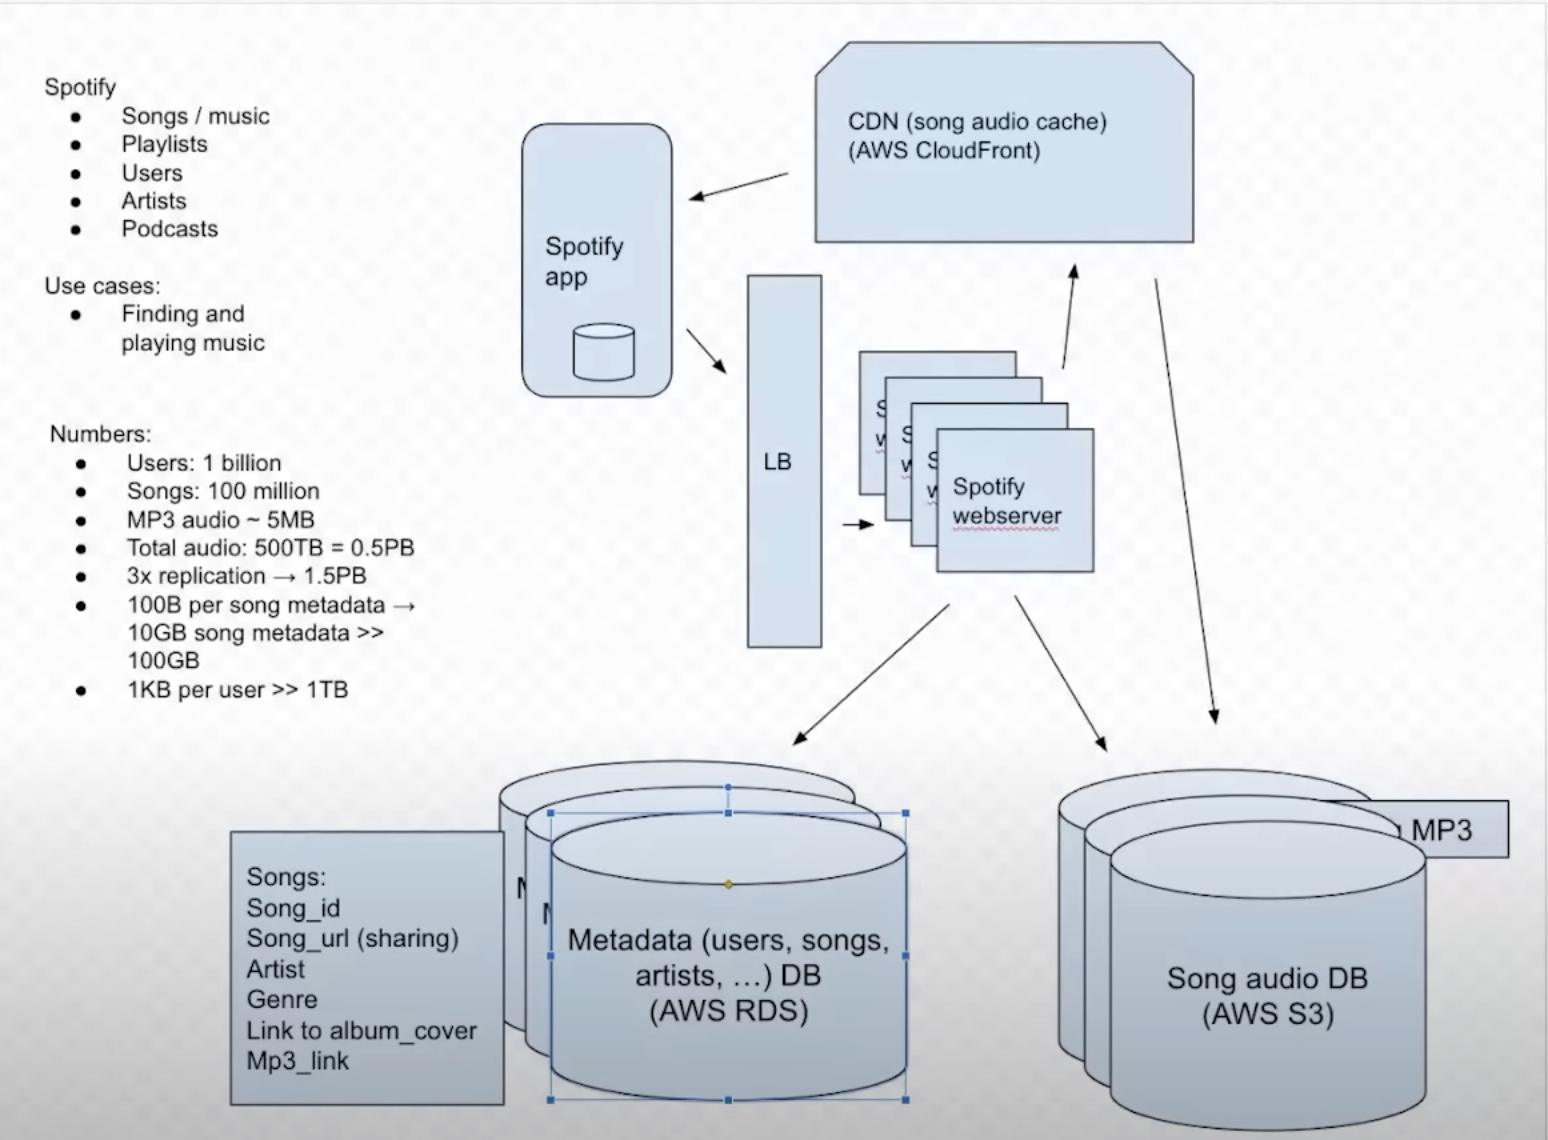 Spotify
● Songs / music
● Playlists
● Users
● Artists
● Podcasts
Use cases:
● Finding and
playing music
Numbers:
● Users: 1 billion
● Songs: 100 million
● MP3 audio ~ 5MB
● Total audio: 500TB = 0.5PB
● 3x replication → 1.5PB
● 100B per song metadata →
10GB song metadata >>
100GB
● 1KB per user >> 1TB
Spotify
app
CDN (song audio cache)
(AWS CloudFront)
LB
S
w
S
w
S
w
Spotify
webserver
Songs:
Song_id
Song_url (sharing)
Artist
Genre
Link to album_cover
Mp3_link
Metadata (users, songs,
artists, …) DB
(AWS RDS)
MP3
Song audio DB
(AWS S3)